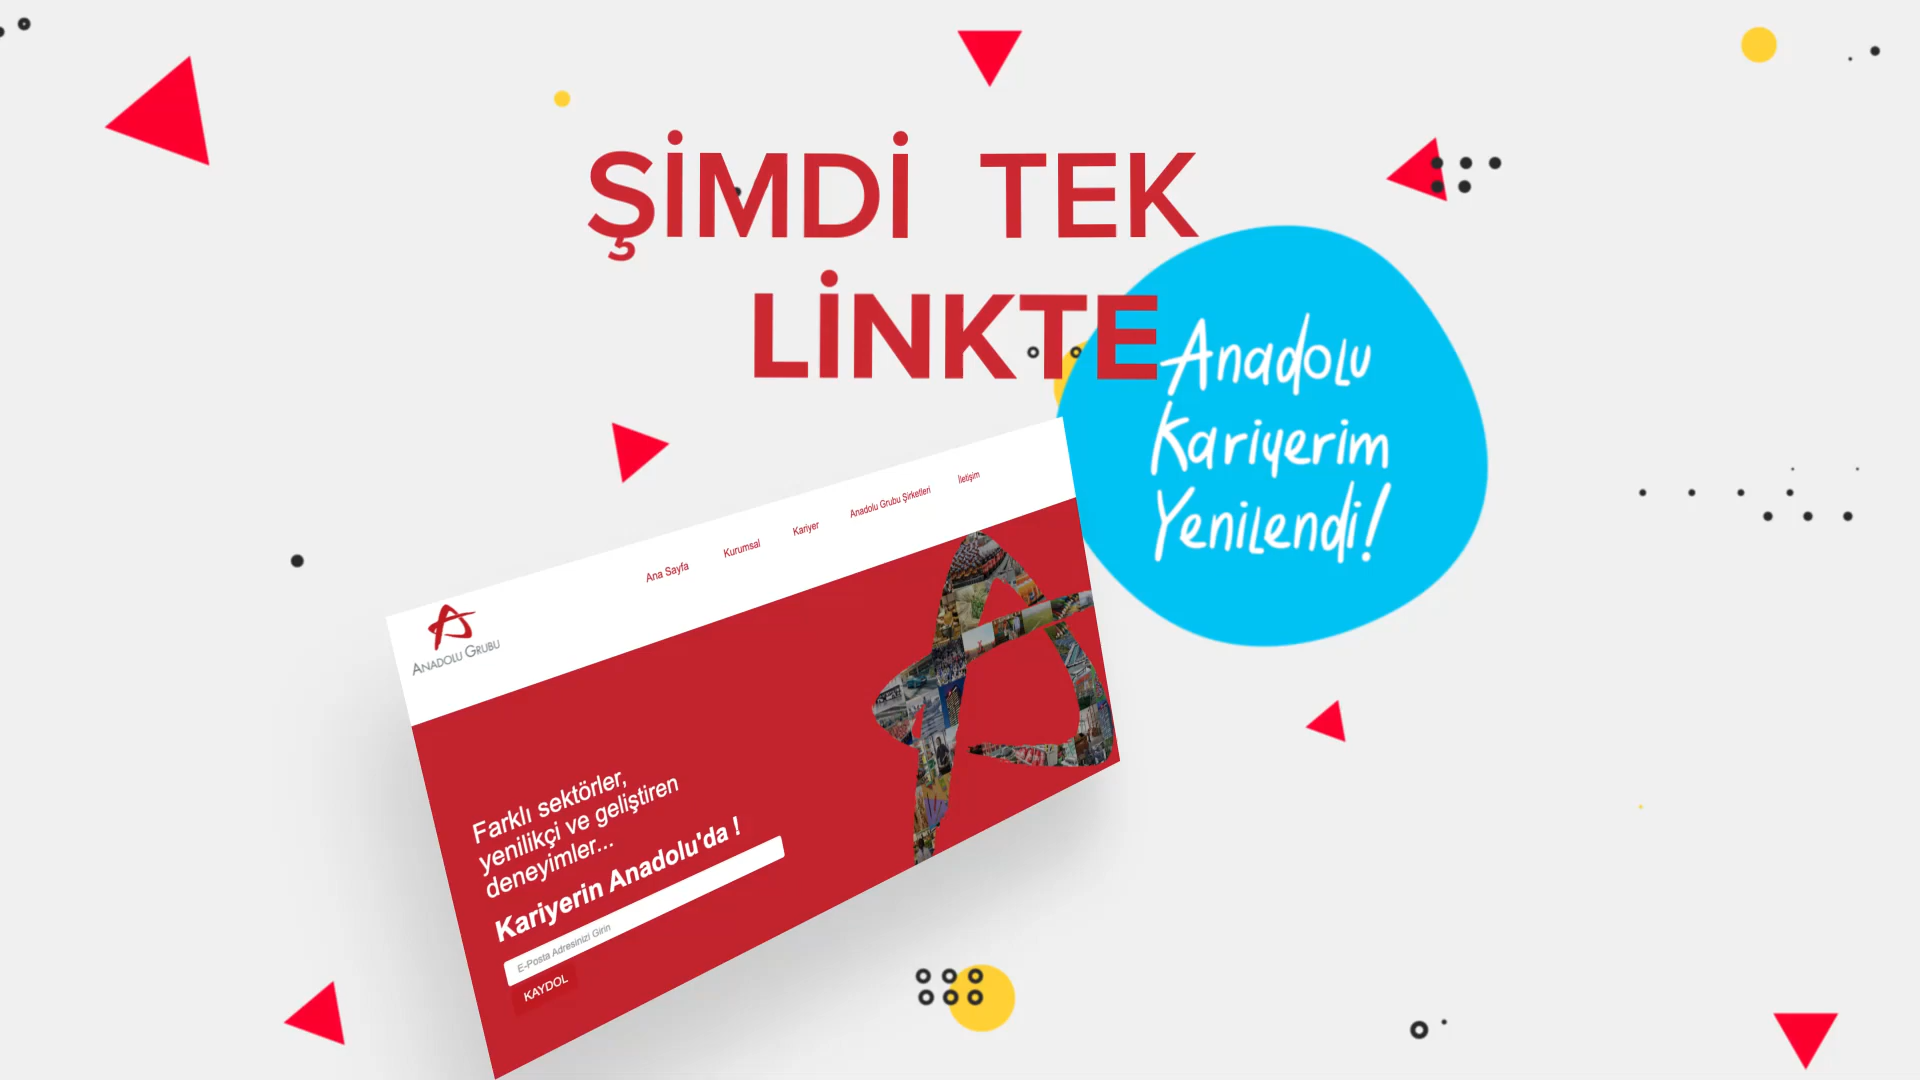 ŞİMDİ TEK
LİNKTE
Anadolu
Kariyerim
Yenilendi!
Ana Sayfa
Kurumsal
Kariyer
Anadolu Grubu Şirketleri
İletişim
ANADOLU GRUBU
Farklı sektörler,
yenilikçi ve geliştiren
deneyimler...
Kariyerin Anadolu'da !
E-Posta Adresinizi Girin
KAYDOL